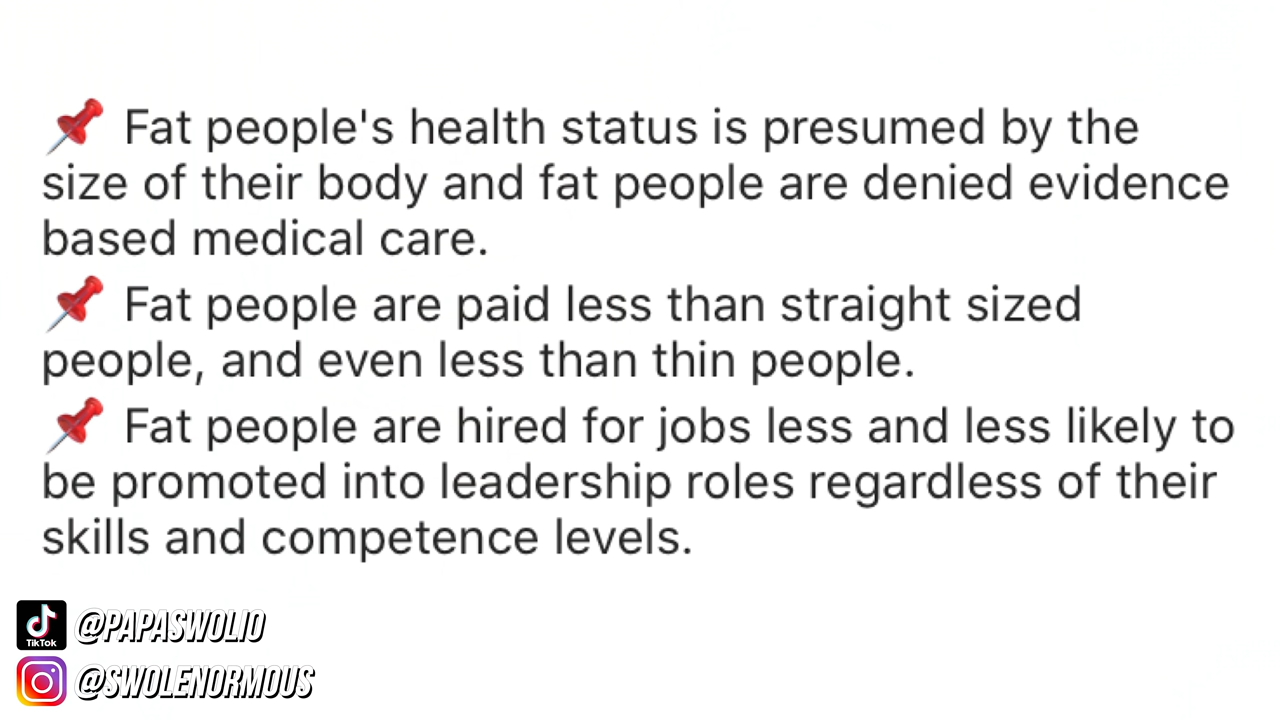 📌 Fat people's health status is presumed by the
size of their body and fat people are denied evidence
based medical care.
📌 Fat people are paid less than straight sized
people, and even less than thin people.
📌 Fat people are hired for jobs less and less likely to
be promoted into leadership roles regardless of their
skills and competence levels.
TikTok @PAPASWOLIO
@SWOLENORMOUS